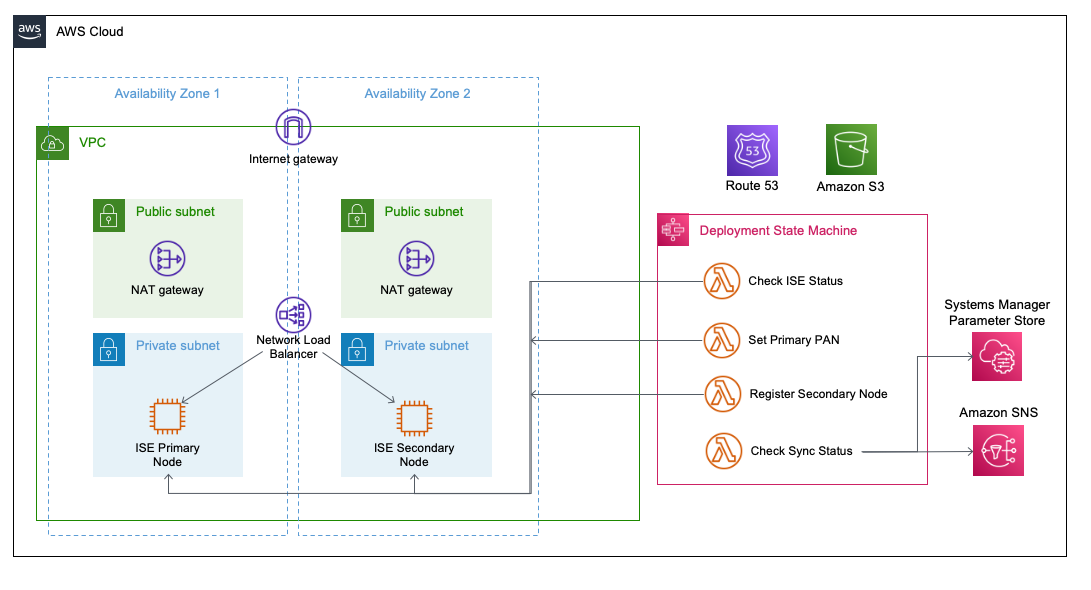 aws
AWS Cloud
Availability Zone 1
Availability Zone 2
VPC
Internet gateway
Public subnet
NAT gateway
Public subnet
NAT gateway
Network Load
Balancer
Private subnet
ISE Primary
Node
Private subnet
ISE Secondary
Node
53
Route 53
Amazon S3
Deployment State Machine
Check ISE Status
Set Primary PAN
Register Secondary Node
Check Sync Status
Systems Manager
Parameter Store
Amazon SNS